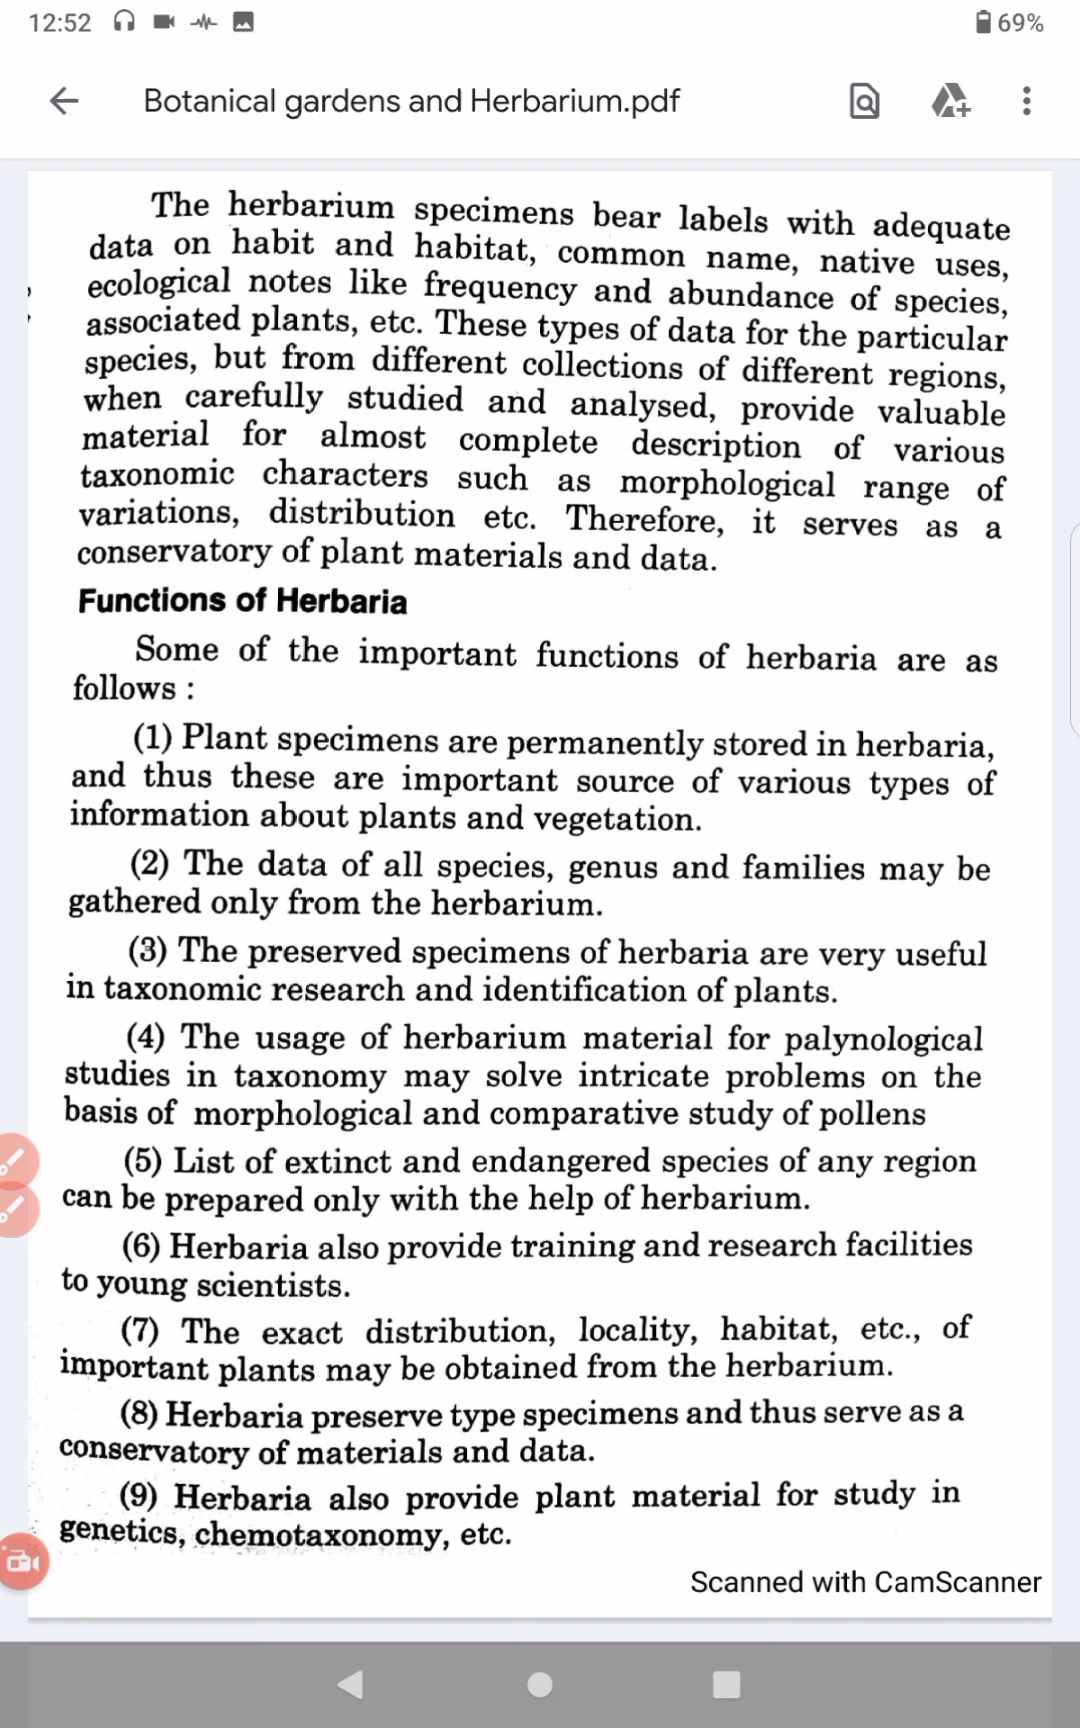 12:52
69%
Botanical gardens and Herbarium.pdf
The herbarium specimens bear labels with adequate
data on habit and habitat, common name, native uses,
ecological notes like frequency and abundance of species,
associated plants, etc. These types of data for the particular
species, but from different collections of different regions,
when carefully studied and analysed, provide valuable
material for almost complete description of various
taxonomic characters such as morphological range of
variations, distribution etc. Therefore, it serves as a
conservatory of plant materials and data.
Functions of Herbaria
Some of the important functions of herbaria are as
follows :
(1) Plant specimens are permanently stored in herbaria,
and thus these are important source of various types of
information about plants and vegetation.
(2) The data of all species, genus and families may be
gathered only from the herbarium.
(3) The preserved specimens of herbaria are very useful
in taxonomic research and identification of plants.
(4) The usage of herbarium material for palynological
studies in taxonomy may solve intricate problems on the
basis of morphological and comparative study of pollens
(5) List of extinct and endangered species of any region
can be prepared only with the help of herbarium.
(6) Herbaria also provide training and research facilities
to young scientists.
(7) The exact distribution, locality, habitat, etc., of
important plants may be obtained from the herbarium.
(8) Herbaria preserve type specimens and thus serve as a
conservatory of materials and data.
(9) Herbaria also provide plant material for study in
genetics, chemotaxonomy, etc.
Scanned with CamScanner